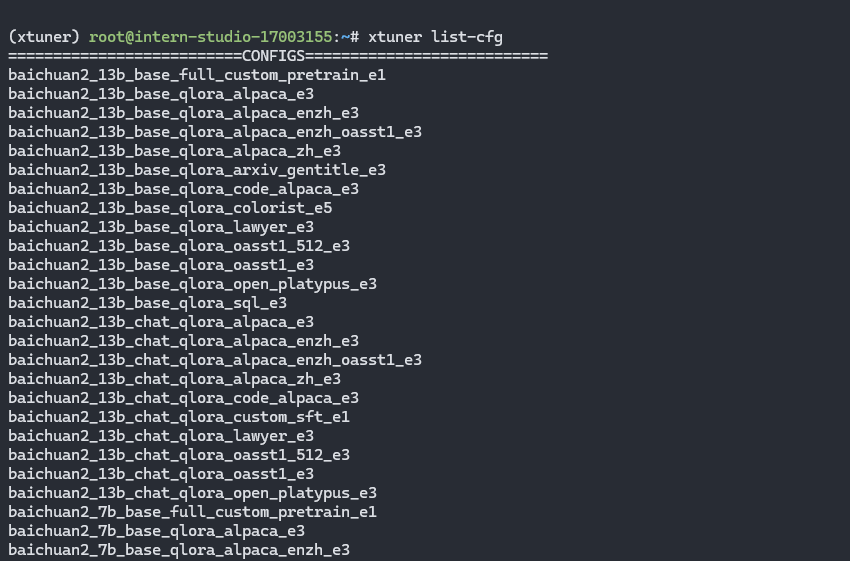 (xtuner) root@intern-studio-17003155:~# xtuner list-cfg
==========================CONFIGS===========================
baichuan2_13b_base_full_custom_pretrain_e1
baichuan2_13b_base_qlora_alpaca_e3
baichuan2_13b_base_qlora_alpaca_enzh_e3
baichuan2_13b_base_qlora_alpaca_enzh_oasst1_e3
baichuan2_13b_base_qlora_alpaca_zh_e3
baichuan2_13b_base_qlora_arxiv_gentitle_e3
baichuan2_13b_base_qlora_code_alpaca_e3
baichuan2_13b_base_qlora_colorist_e5
baichuan2_13b_base_qlora_lawyer_e3
baichuan2_13b_base_qlora_oasst1_512_e3
baichuan2_13b_base_qlora_oasst1_e3
baichuan2_13b_base_qlora_open_platypus_e3
baichuan2_13b_base_qlora_sql_e3
baichuan2_13b_chat_qlora_alpaca_e3
baichuan2_13b_chat_qlora_alpaca_enzh_e3
baichuan2_13b_chat_qlora_alpaca_enzh_oasst1_e3
baichuan2_13b_chat_qlora_alpaca_zh_e3
baichuan2_13b_chat_qlora_code_alpaca_e3
baichuan2_13b_chat_qlora_custom_sft_e1
baichuan2_13b_chat_qlora_lawyer_e3
baichuan2_13b_chat_qlora_oasst1_512_e3
baichuan2_13b_chat_qlora_oasst1_e3
baichuan2_13b_chat_qlora_open_platypus_e3
baichuan2_7b_base_full_custom_pretrain_e1
baichuan2_7b_base_qlora_alpaca_e3
baichuan2_7b_base_qlora_alpaca_enzh_e3